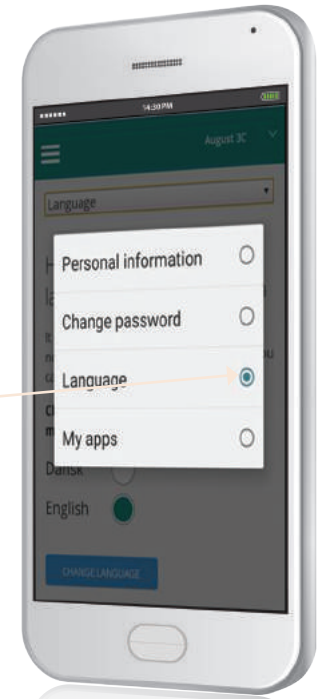 14:30 PM
August 3C
Language
Personal information
Change password
Language
My apps
Dansk
English
CHANGE LANGUAGE